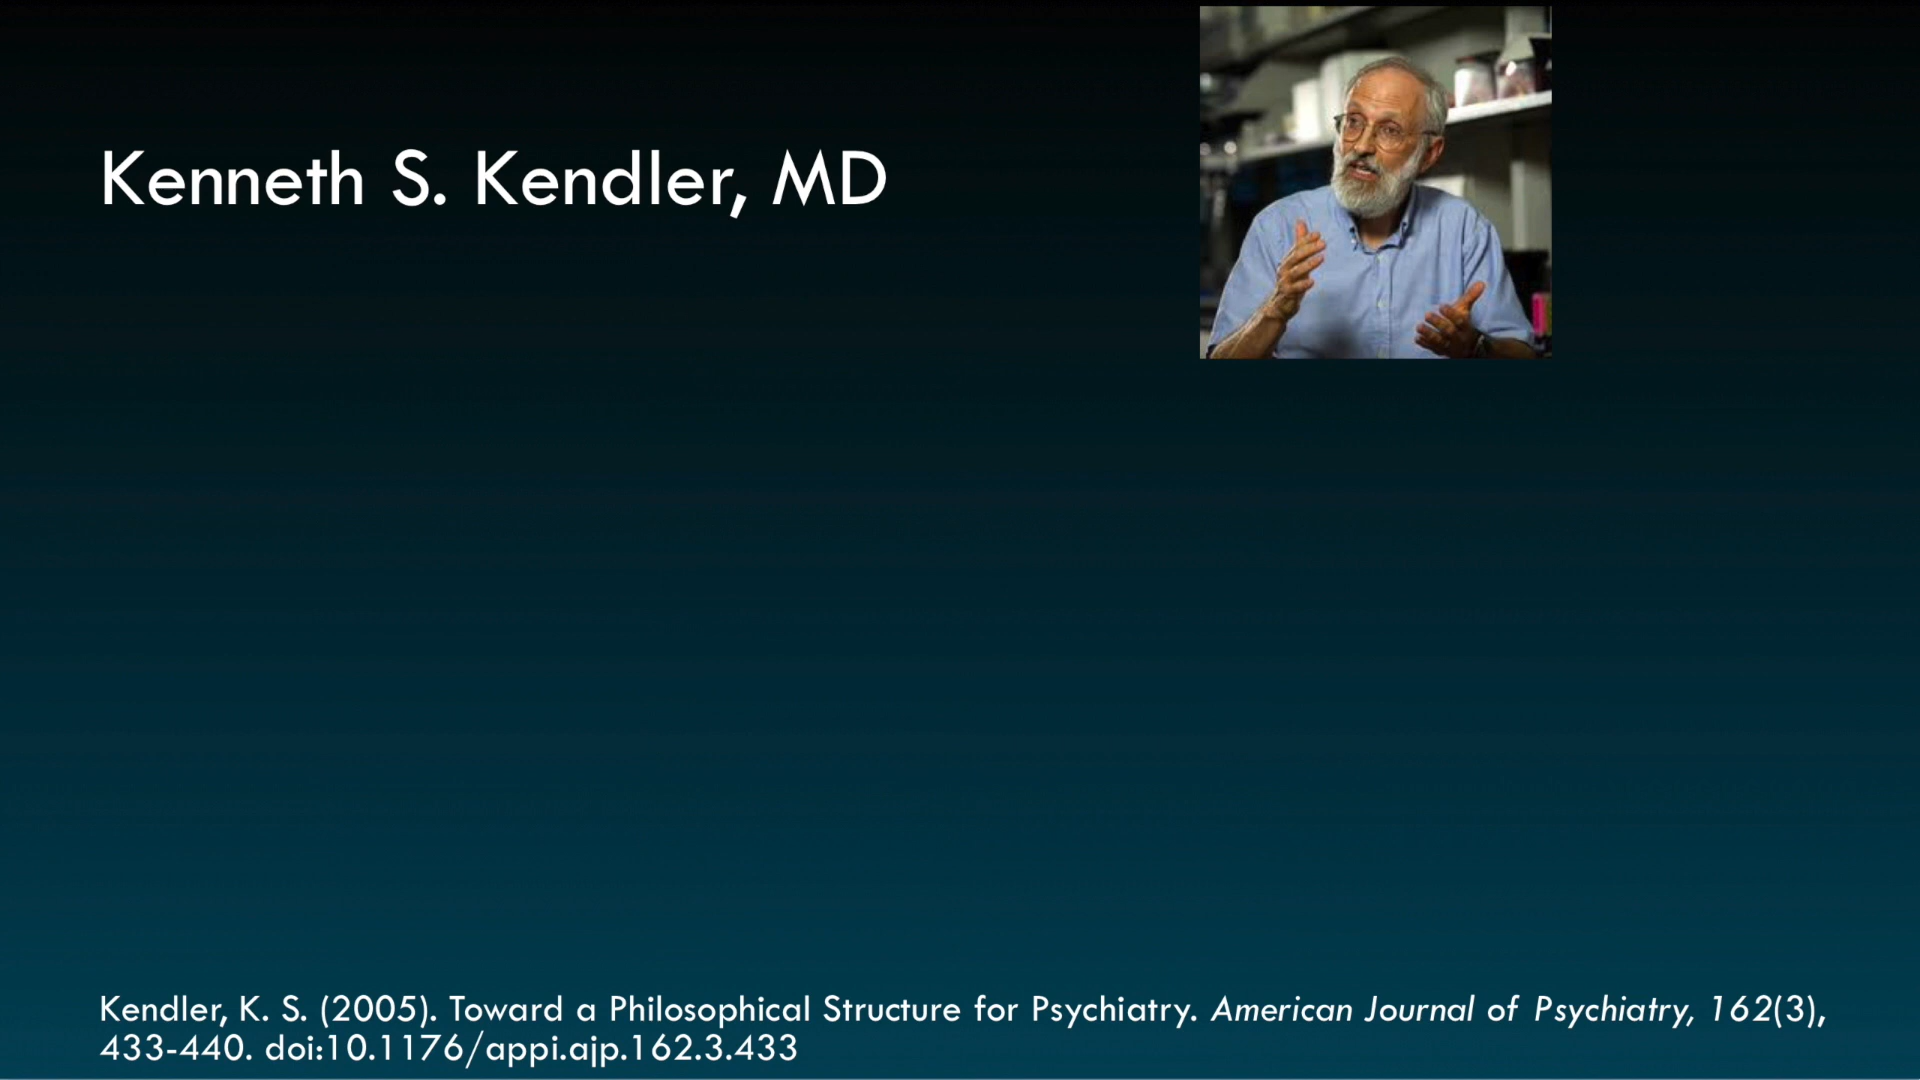 Kenneth S. Kendler, MD
Kendler, K. S. (2005). Toward a Philosophical Structure for Psychiatry. American Journal of Psychiatry, 162(3),
433-440. doi:10.1176/appi.ajp.162.3.433